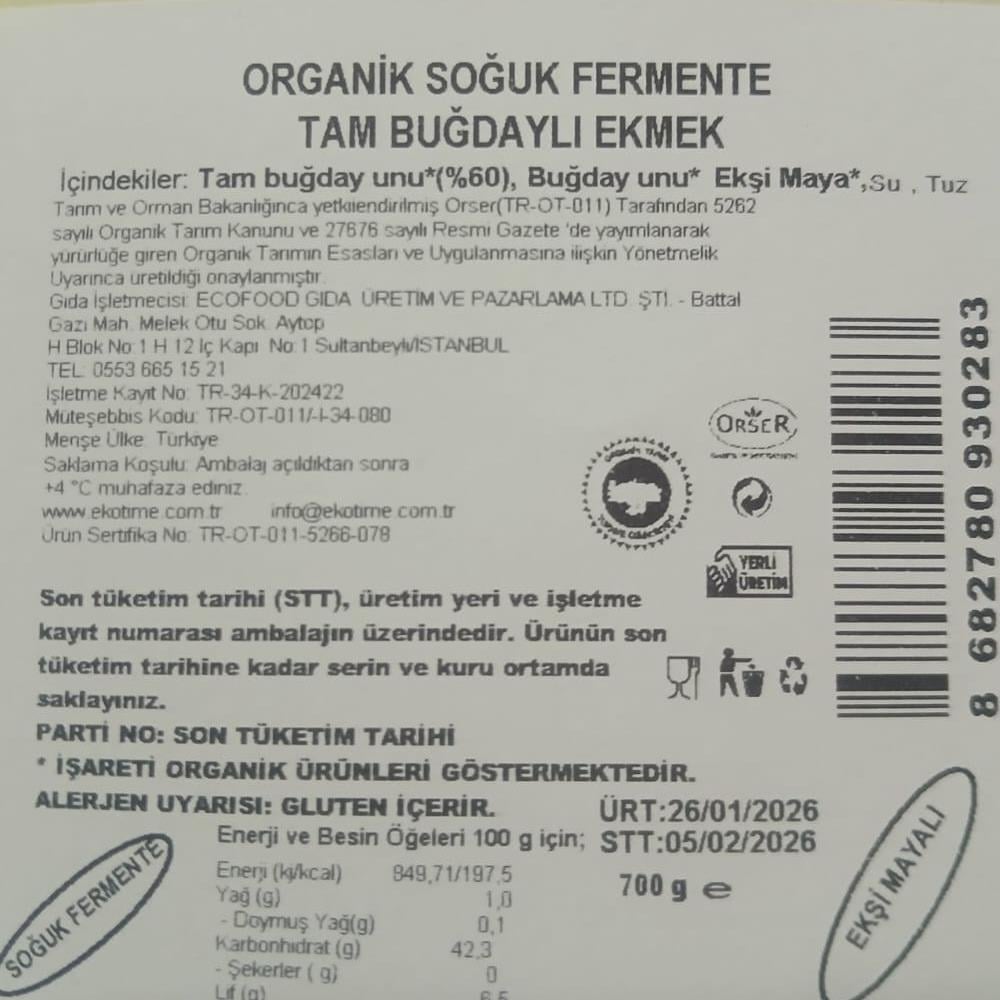 ORGANİK SOĞUK FERMENTE
TAM BUĞDAYLI EKMEK
İçindekiler: Tam buğday unu*(%60), Buğday unu* Ekşi Maya*,Su , Tuz
Tarım ve Orman Bakanlığınca yetkilendirilmiş Orser(TR-OT-011) Tarafından 5262
sayılı Organik Tarım Kanunu ve 27676 sayılı Resmi Gazete 'de yayımlanarak
yürürlüğe giren Organik Tarımın Esasları ve Uygulanmasına ilişkin Yönetmelik
Uyarınca üretildiği onaylanmıştır.
Gıda İşletmecisi: ECOFOOD GIDA ÜRETİM VE PAZARLAMA LTD. ŞTİ. - Battal
Gazi Mah. Melek Otu Sok. Aytop
H Blok No:1 H 12 İç Kapı No:1 Sultanbeyli/İSTANBUL
TEL: 0553 665 15 21
İşletme Kayıt No: TR-34-K-202422
Müteşebbis Kodu: TR-OT-011/-İ-34-080
Menşe Ülke: Türkiye
Saklama Koşulu: Ambalaj açıldıktan sonra
+4 °C muhafaza ediniz.
www.ekotime.com.tr info@ekotime.com.tr
Ürün Sertifika No: TR-OT-011-5266-078
ORSER
YERLİ
ÜRETİM
8 682780 930283
Son tüketim tarihi (STT), üretim yeri ve işletme
kayıt numarası ambalajın üzerindedir. Ürünün son
tüketim tarihine kadar serin ve kuru ortamda
saklayınız.
PARTİ NO: SON TÜKETİM TARİHİ
* İŞARETİ ORGANİK ÜRÜNLERİ GÖSTERMEKTEDİR.
ALERJEN UYARISI: GLUTEN İÇERİR.
ÜRT:26/01/2026
STT:05/02/2026
700 g e
Enerji ve Besin Öğeleri 100 g için;
Enerji (kj/kcal) 849,71/197,5
Yağ (g) 1,0
- Doymuş Yağ(g) 0,1
Karbonhidrat (g) 42,3
- Şekerler ( g) 0
Lif (g)
SOĞUK FERMENTE
EKŞİ MAYALI